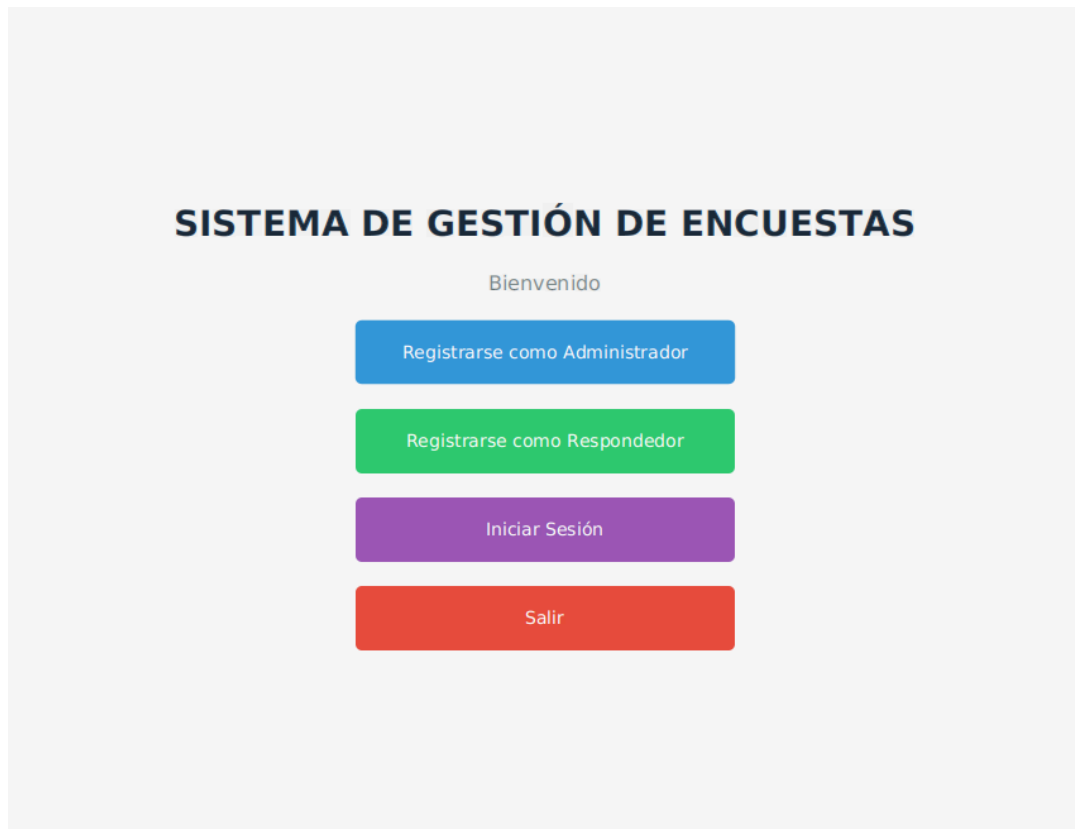 SISTEMA DE GESTIÓN DE ENCUESTAS
Bienvenido
Registrarse como Administrador
Registrarse como Respondedor
Iniciar Sesión
Salir